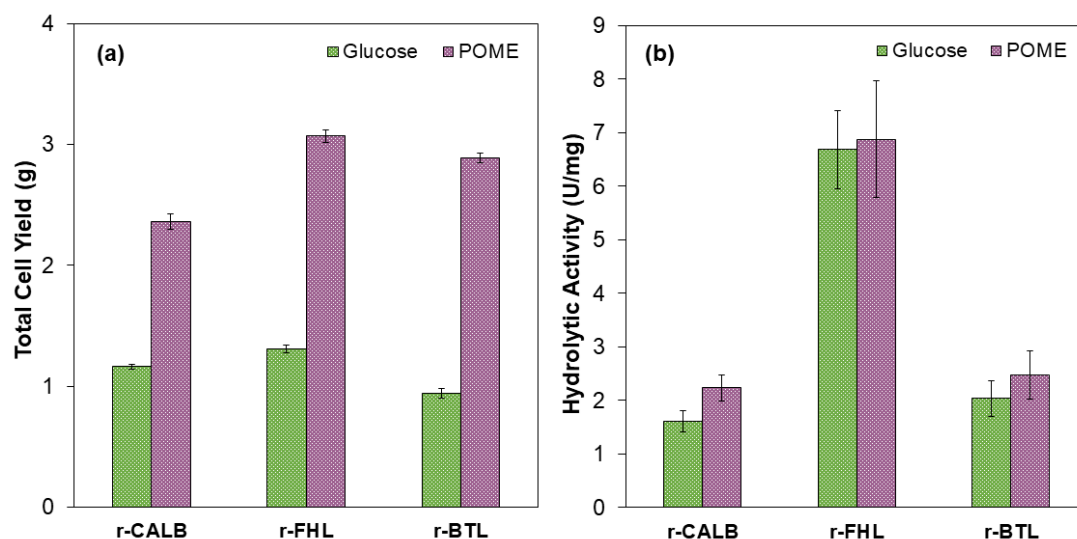 (a)
Glucose POME
Total Cell Yield (g)
4
3
2
1
0
r-CALB r-FHL r-BTL
(b)
Glucose POME
Hydrolytic Activity (U/mg)
9
8
7
6
5
4
3
2
1
0
r-CALB r-FHL r-BTL